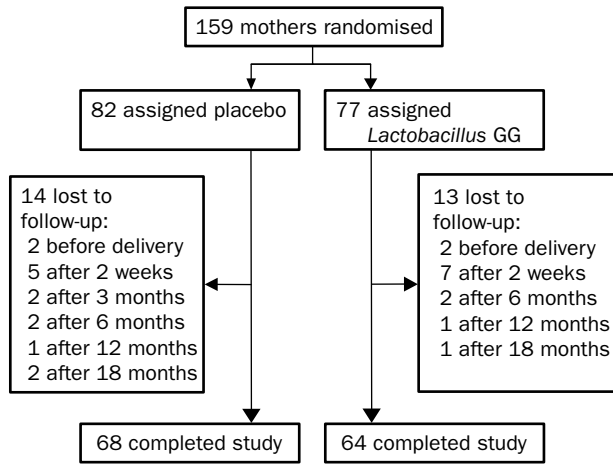 159 mothers randomised
82 assigned placebo
77 assigned
Lactobacillus GG
14 lost to
follow-up:
2 before delivery
5 after 2 weeks
2 after 3 months
2 after 6 months
1 after 12 months
2 after 18 months
13 lost to
follow-up:
2 before delivery
7 after 2 weeks
2 after 6 months
1 after 12 months
1 after 18 months
68 completed study
64 completed study